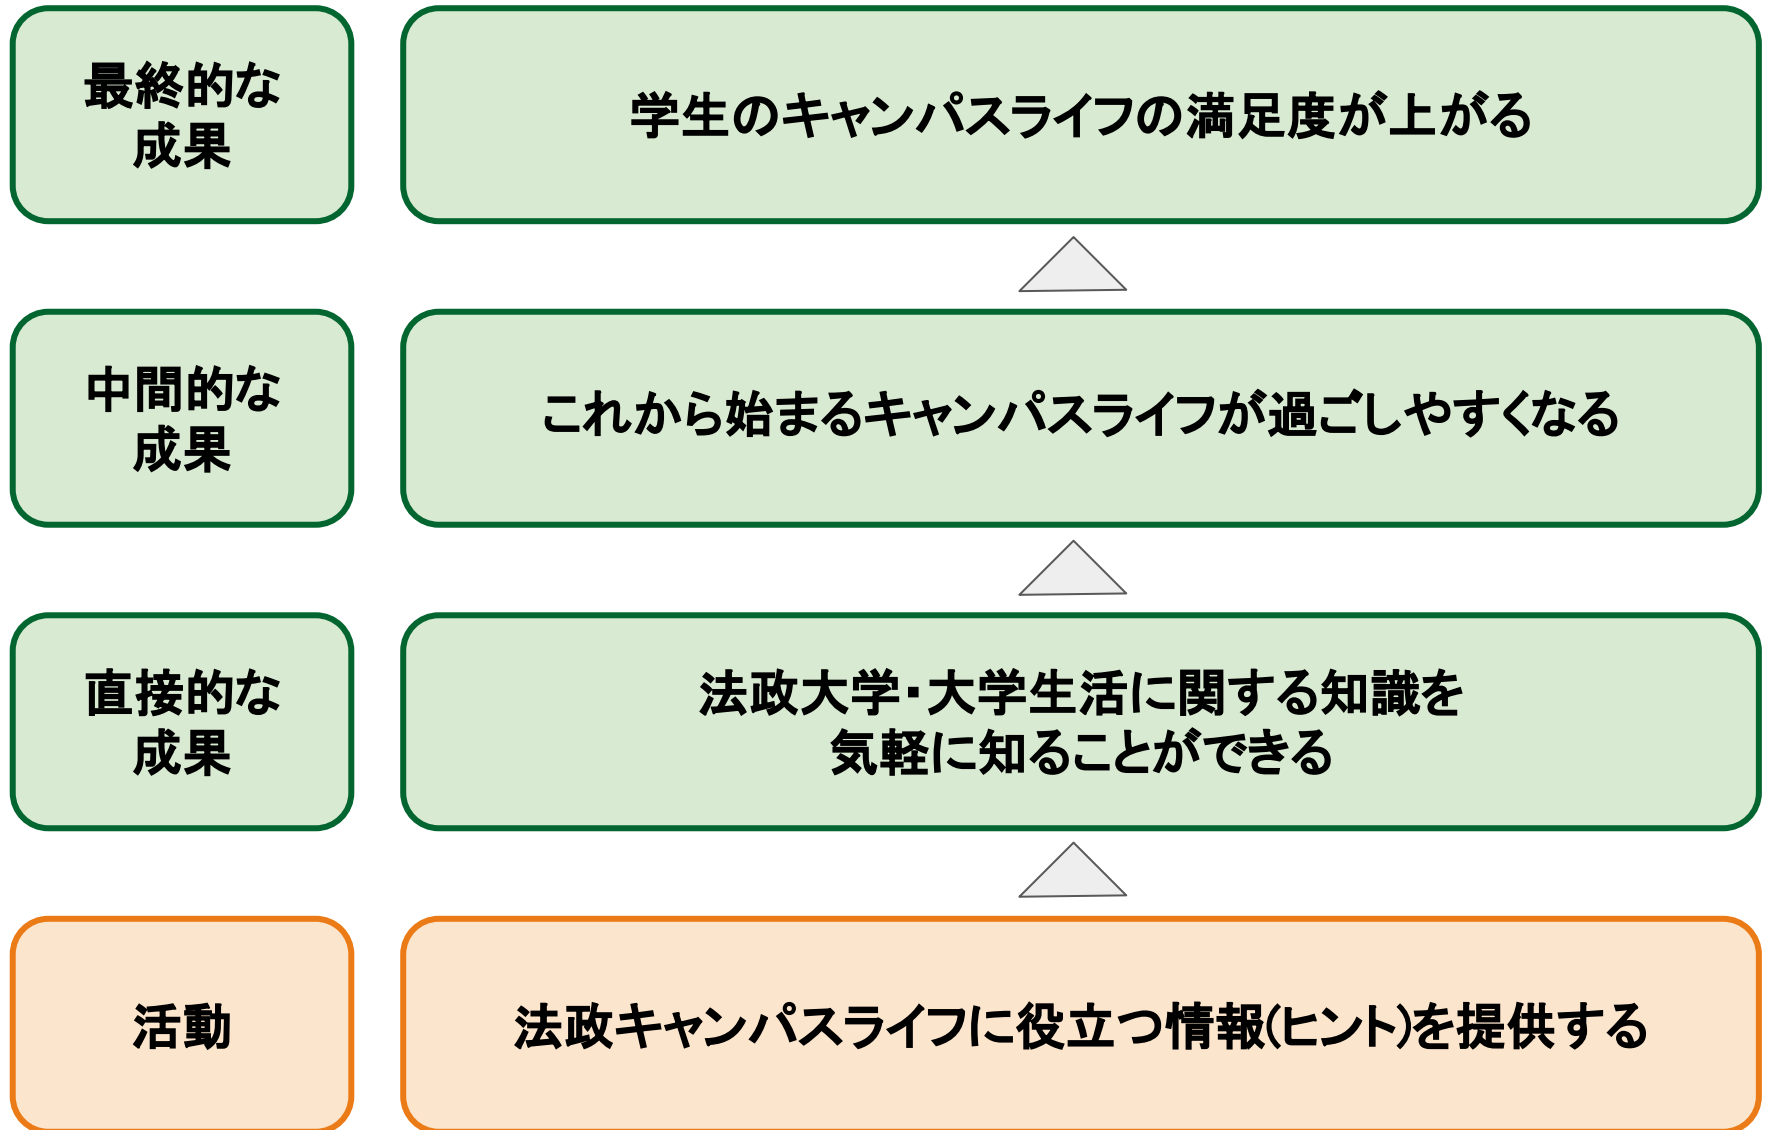 最終的な
成果
学生のキャンパスライフの満足度が上がる
中間的な
成果
これから始まるキャンパスライフが過ごしやすくなる
直接的な
成果
法政大学・大学生活に関する知識を
気軽に知ることができる
活動
法政キャンパスライフに役立つ情報(ヒント)を提供する